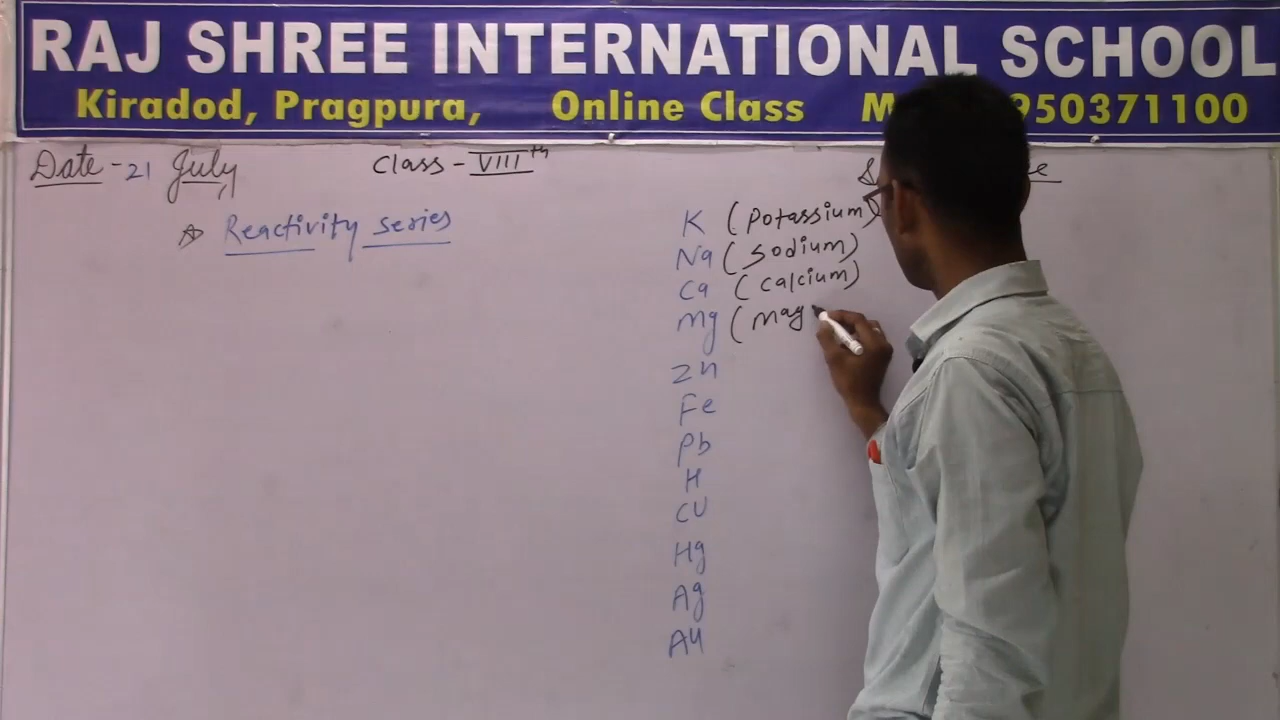 RAJ SHREE INTERNATIONAL SCHOOL
Kiradod, Pragpura, Online Class 950371100
Date - 21 July Class - VIIIth
☆ Reactivity series
K (Potassium)
Na (Sodium)
Ca (Calcium)
Mg (Mag
Zn
Fe
Pb
H
Cu
Hg
Ag
Au